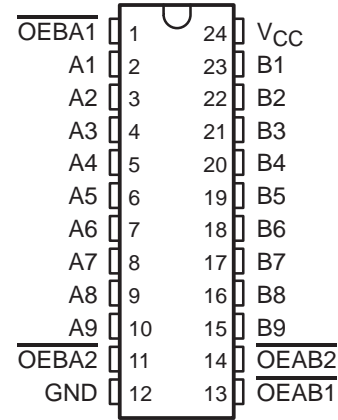 OEBA1 1 24 VCC
A1 2 23 B1
A2 3 22 B2
A3 4 21 B3
A4 5 20 B4
A5 6 19 B5
A6 7 18 B6
A7 8 17 B7
A8 9 16 B8
A9 10 15 B9
OEBA2 11 14 OEAB2
GND 12 13 OEAB1